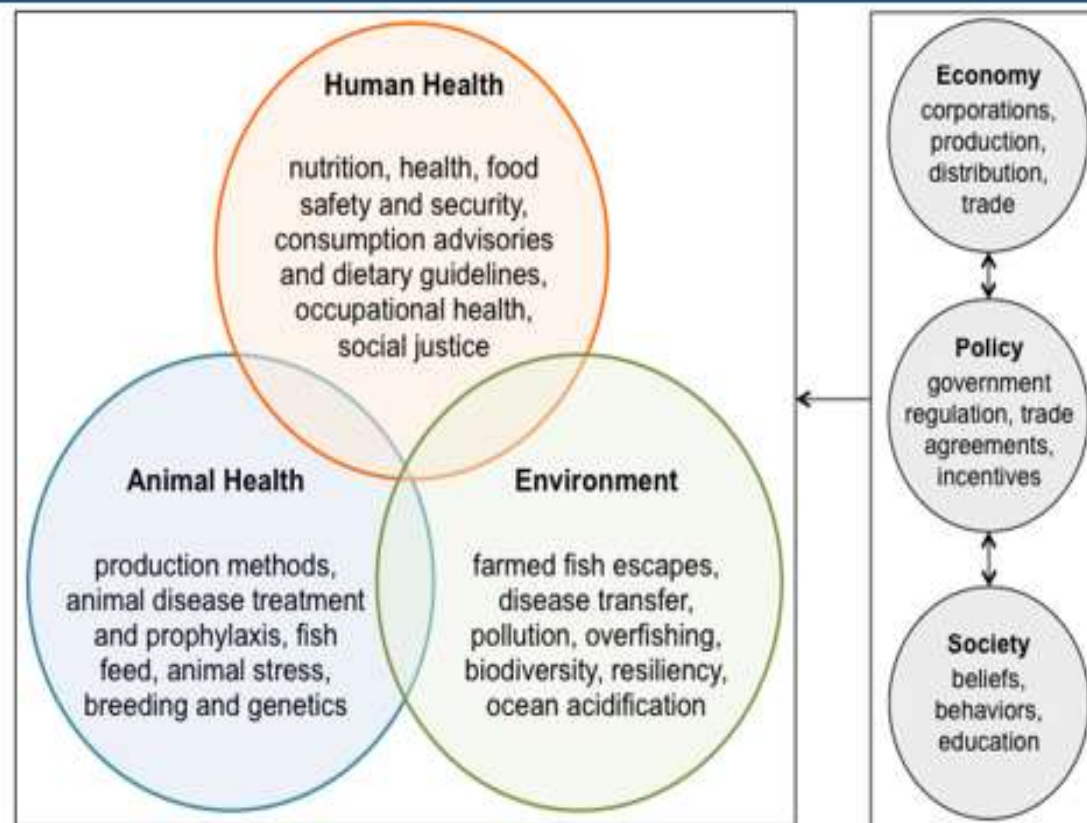 Human Health
nutrition, health, food
safety and security,
consumption advisories
and dietary guidelines,
occupational health,
social justice
Animal Health
production methods,
animal disease treatment
and prophylaxis, fish
feed, animal stress,
breeding and genetics
Environment
farmed fish escapes,
disease transfer,
pollution, overfishing,
biodiversity, resiliency,
ocean acidification
Economy
corporations,
production,
distribution,
trade
Policy
government
regulation, trade
agreements,
incentives
Society
beliefs,
behaviors,
education